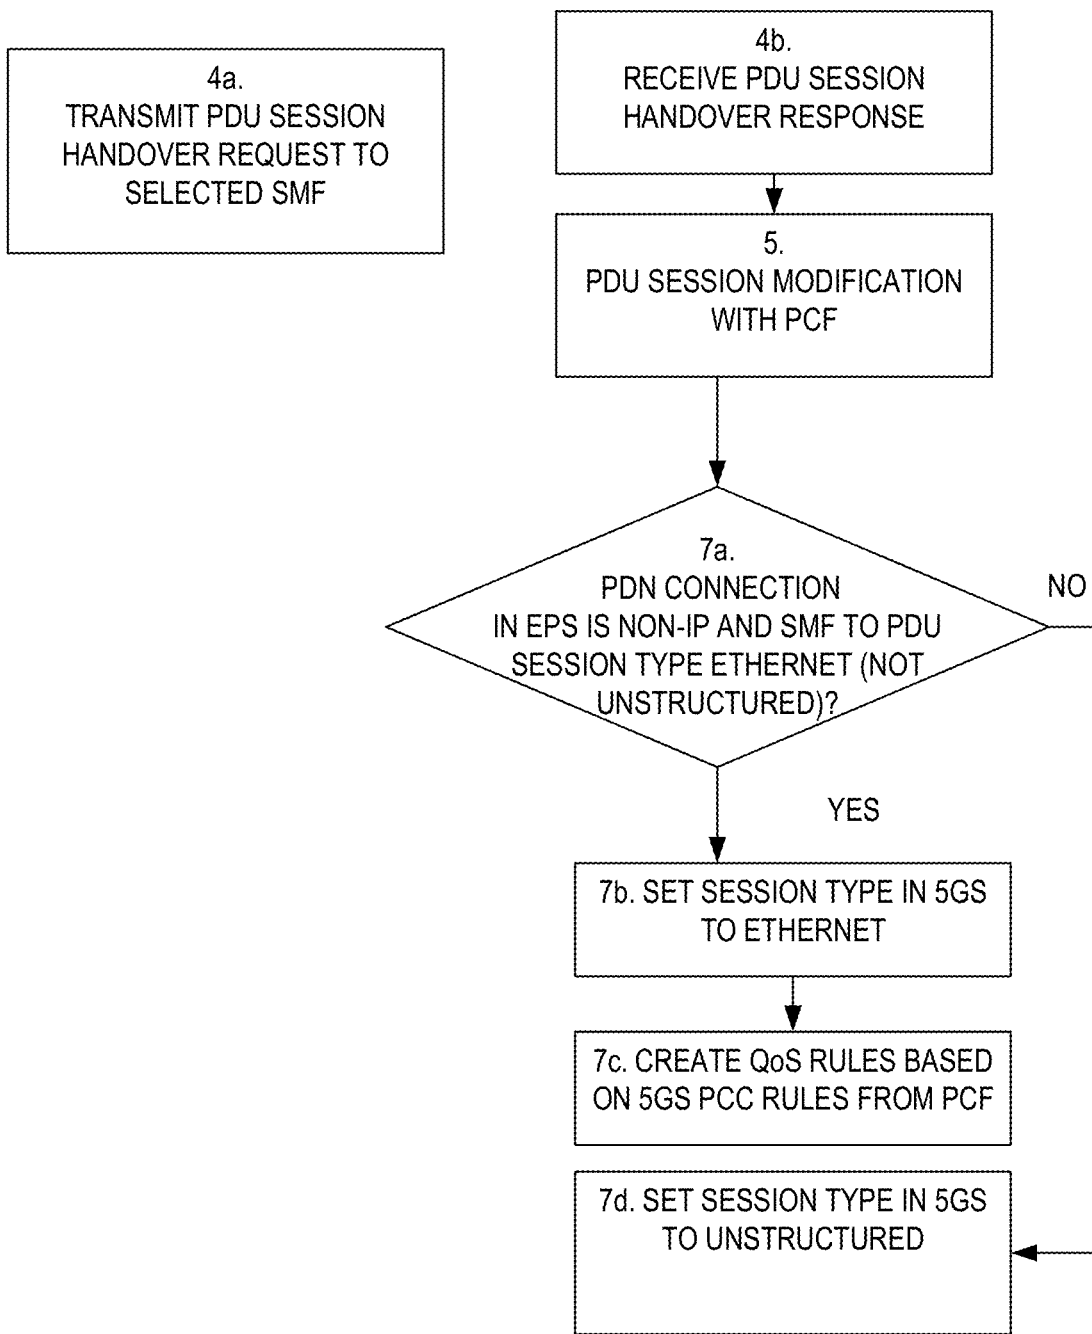 4a.
TRANSMIT PDU SESSION
HANDOVER REQUEST TO
SELECTED SMF
4b.
RECEIVE PDU SESSION
HANDOVER RESPONSE
5.
PDU SESSION MODIFICATION
WITH PCF
7a.
PDN CONNECTION
IN EPS IS NON-IP AND SMF TO PDU
SESSION TYPE ETHERNET (NOT
UNSTRUCTURED)?
NO
YES
7b. SET SESSION TYPE IN 5GS
TO ETHERNET
7c. CREATE QoS RULES BASED
ON 5GS PCC RULES FROM PCF
7d. SET SESSION TYPE IN 5GS
TO UNSTRUCTURED